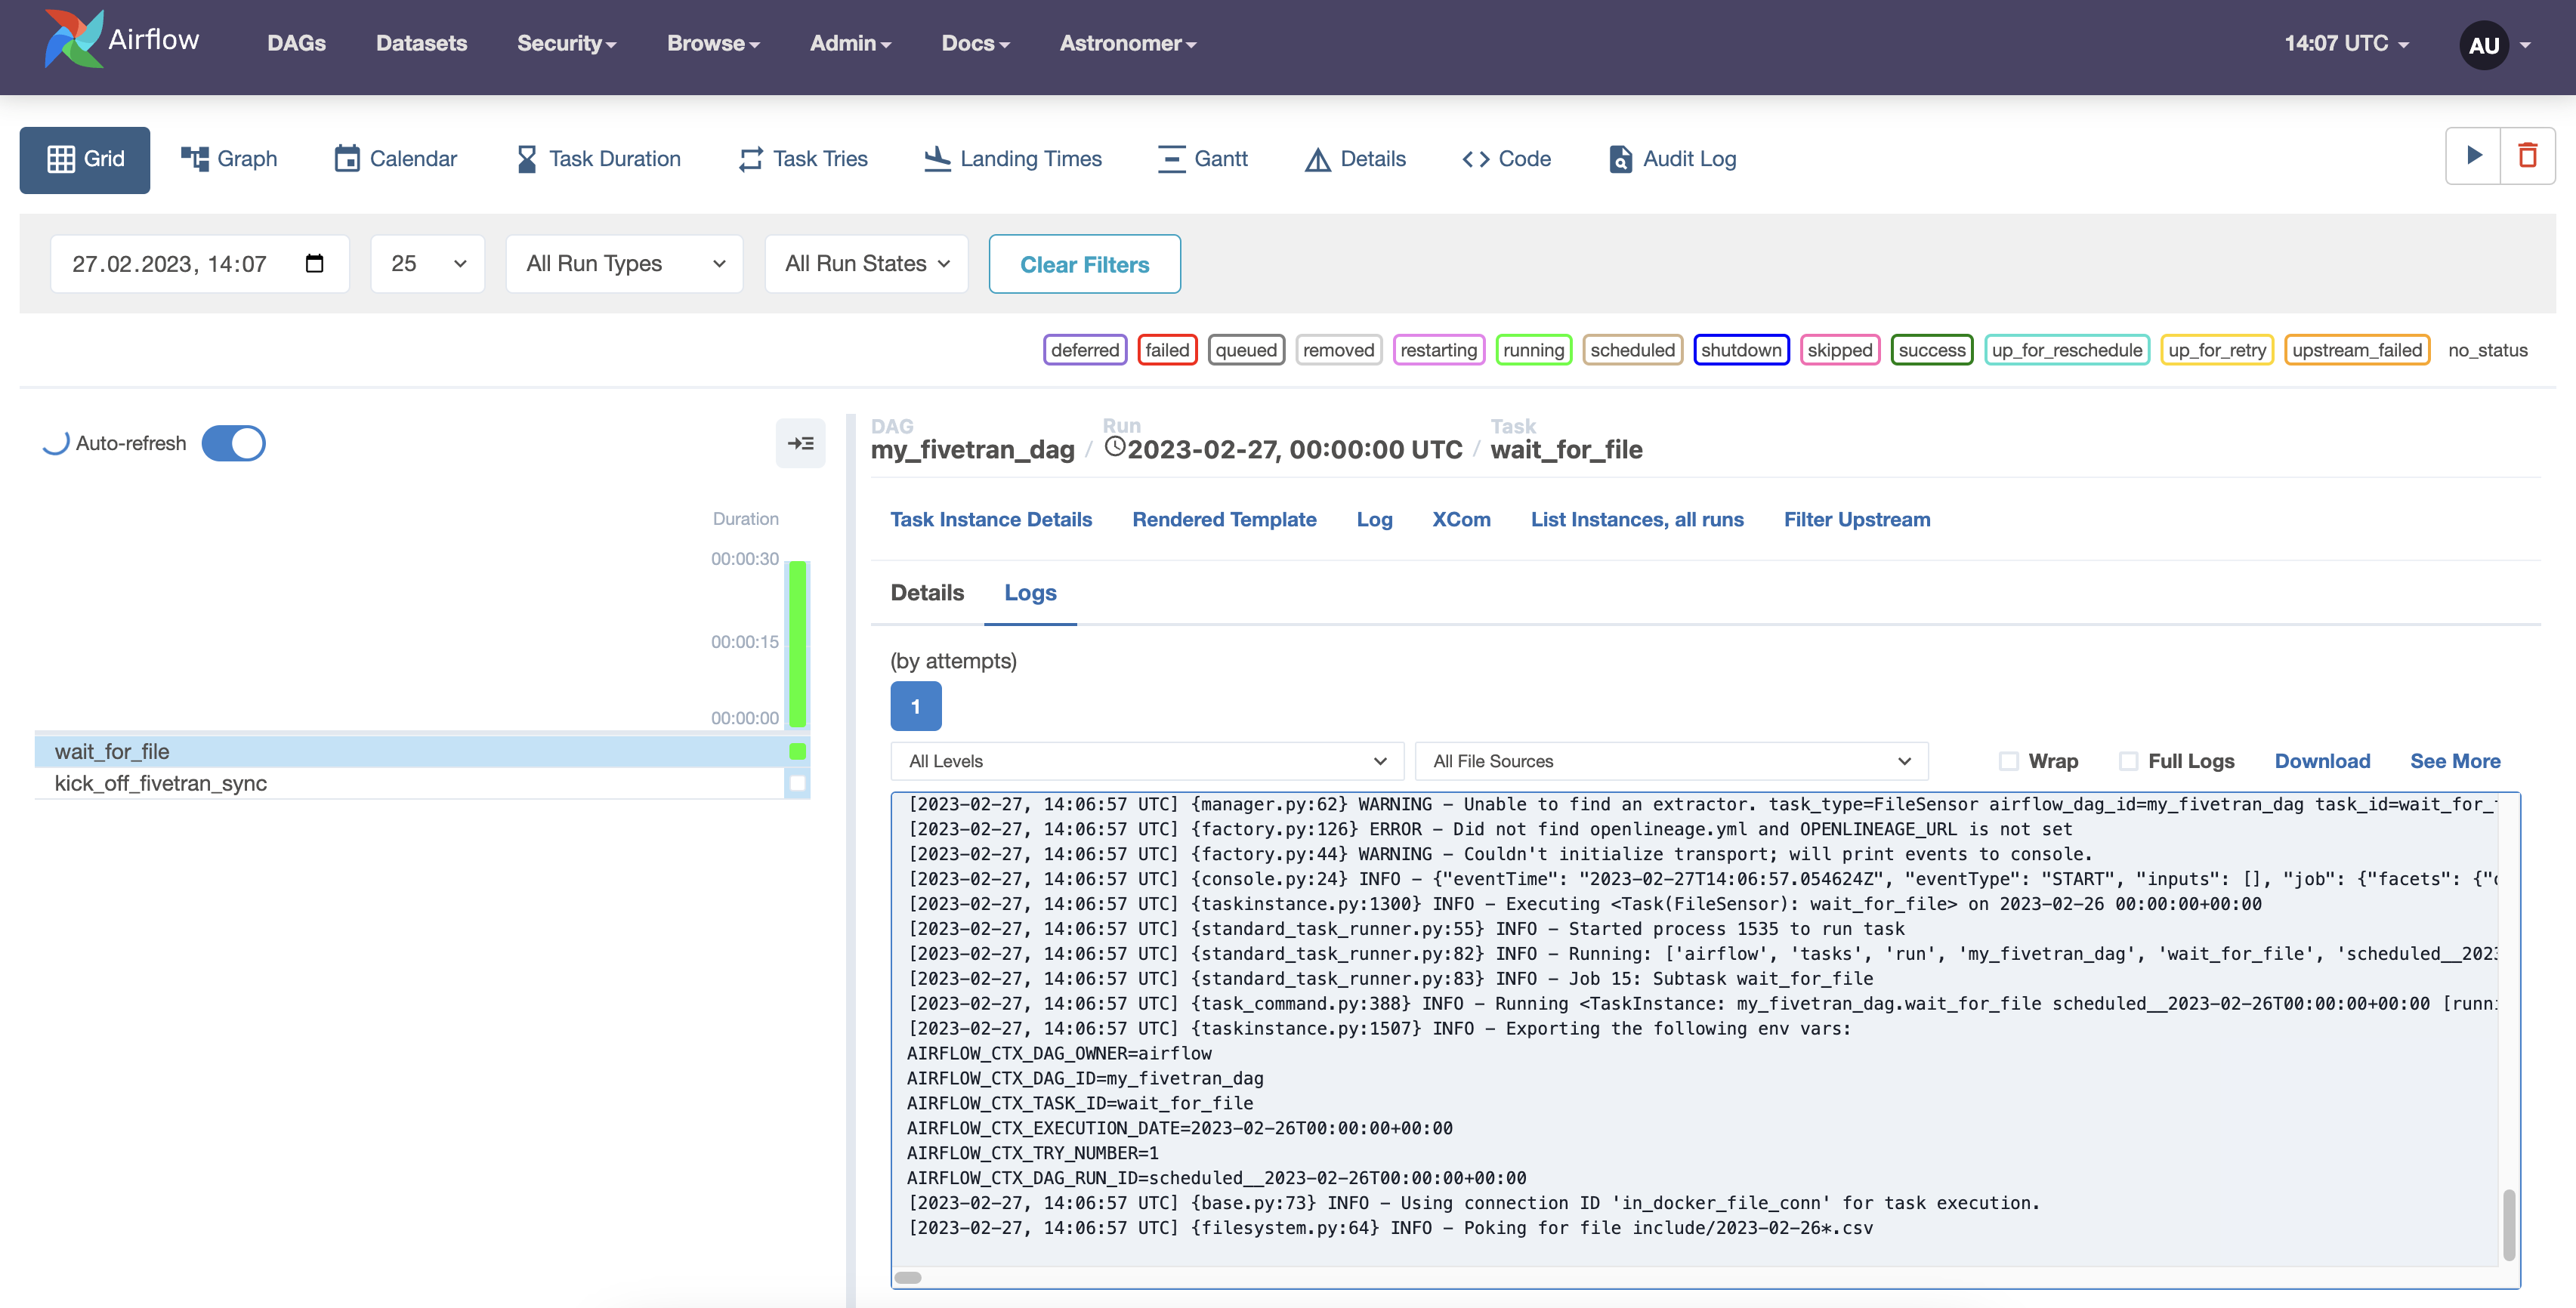 Airflow DAGs Datasets Security Browse Admin Docs Astronomer 14:07 UTC AU
Grid Graph Calendar Task Duration Task Tries Landing Times Gantt Details Code Audit Log
27.02.2023, 14:07 25 All Run Types All Run States Clear Filters
deferred failed queued removed restarting running scheduled shutdown skipped success up_for_reschedule up_for_retry upstream_failed no_status
Auto-refresh
Duration
00:00:30
00:00:15
00:00:00
wait_for_file
kick_off_fivetran_sync
DAG Run Task
my_fivetran_dag / 2023-02-27, 00:00:00 UTC / wait_for_file
Task Instance Details Rendered Template Log XCom List Instances, all runs Filter Upstream
Details Logs
(by attempts)
1
All Levels All File Sources Wrap Full Logs Download See More
[2023-02-27, 14:06:57 UTC] {manager.py:62} WARNING - Unable to find an extractor. task_type=FileSensor airflow_dag_id=my_fivetran_dag task_id=wait_for_
[2023-02-27, 14:06:57 UTC] {factory.py:126} ERROR - Did not find openlineage.yml and OPENLINEAGE_URL is not set
[2023-02-27, 14:06:57 UTC] {factory.py:44} WARNING - Couldn't initialize transport; will print events to console.
[2023-02-27, 14:06:57 UTC] {console.py:24} INFO - {"eventTime": "2023-02-27T14:06:57.054624Z", "eventType": "START", "inputs": [], "job": {"facets": {"
[2023-02-27, 14:06:57 UTC] {taskinstance.py:1300} INFO - Executing <Task(FileSensor): wait_for_file> on 2023-02-26 00:00:00+00:00
[2023-02-27, 14:06:57 UTC] {standard_task_runner.py:55} INFO - Started process 1535 to run task
[2023-02-27, 14:06:57 UTC] {standard_task_runner.py:82} INFO - Running: ['airflow', 'tasks', 'run', 'my_fivetran_dag', 'wait_for_file', 'scheduled__2023
[2023-02-27, 14:06:57 UTC] {standard_task_runner.py:83} INFO - Job 15: Subtask wait_for_file
[2023-02-27, 14:06:57 UTC] {task_command.py:388} INFO - Running <TaskInstance: my_fivetran_dag.wait_for_file scheduled__2023-02-26T00:00:00+00:00 [runni
[2023-02-27, 14:06:57 UTC] {taskinstance.py:1507} INFO - Exporting the following env vars:
AIRFLOW_CTX_DAG_OWNER=airflow
AIRFLOW_CTX_DAG_ID=my_fivetran_dag
AIRFLOW_CTX_TASK_ID=wait_for_file
AIRFLOW_CTX_EXECUTION_DATE=2023-02-26T00:00:00+00:00
AIRFLOW_CTX_TRY_NUMBER=1
AIRFLOW_CTX_DAG_RUN_ID=scheduled__2023-02-26T00:00:00+00:00
[2023-02-27, 14:06:57 UTC] {base.py:73} INFO - Using connection ID 'in_docker_file_conn' for task execution.
[2023-02-27, 14:06:57 UTC] {filesystem.py:64} INFO - Poking for file include/2023-02-26*.csv